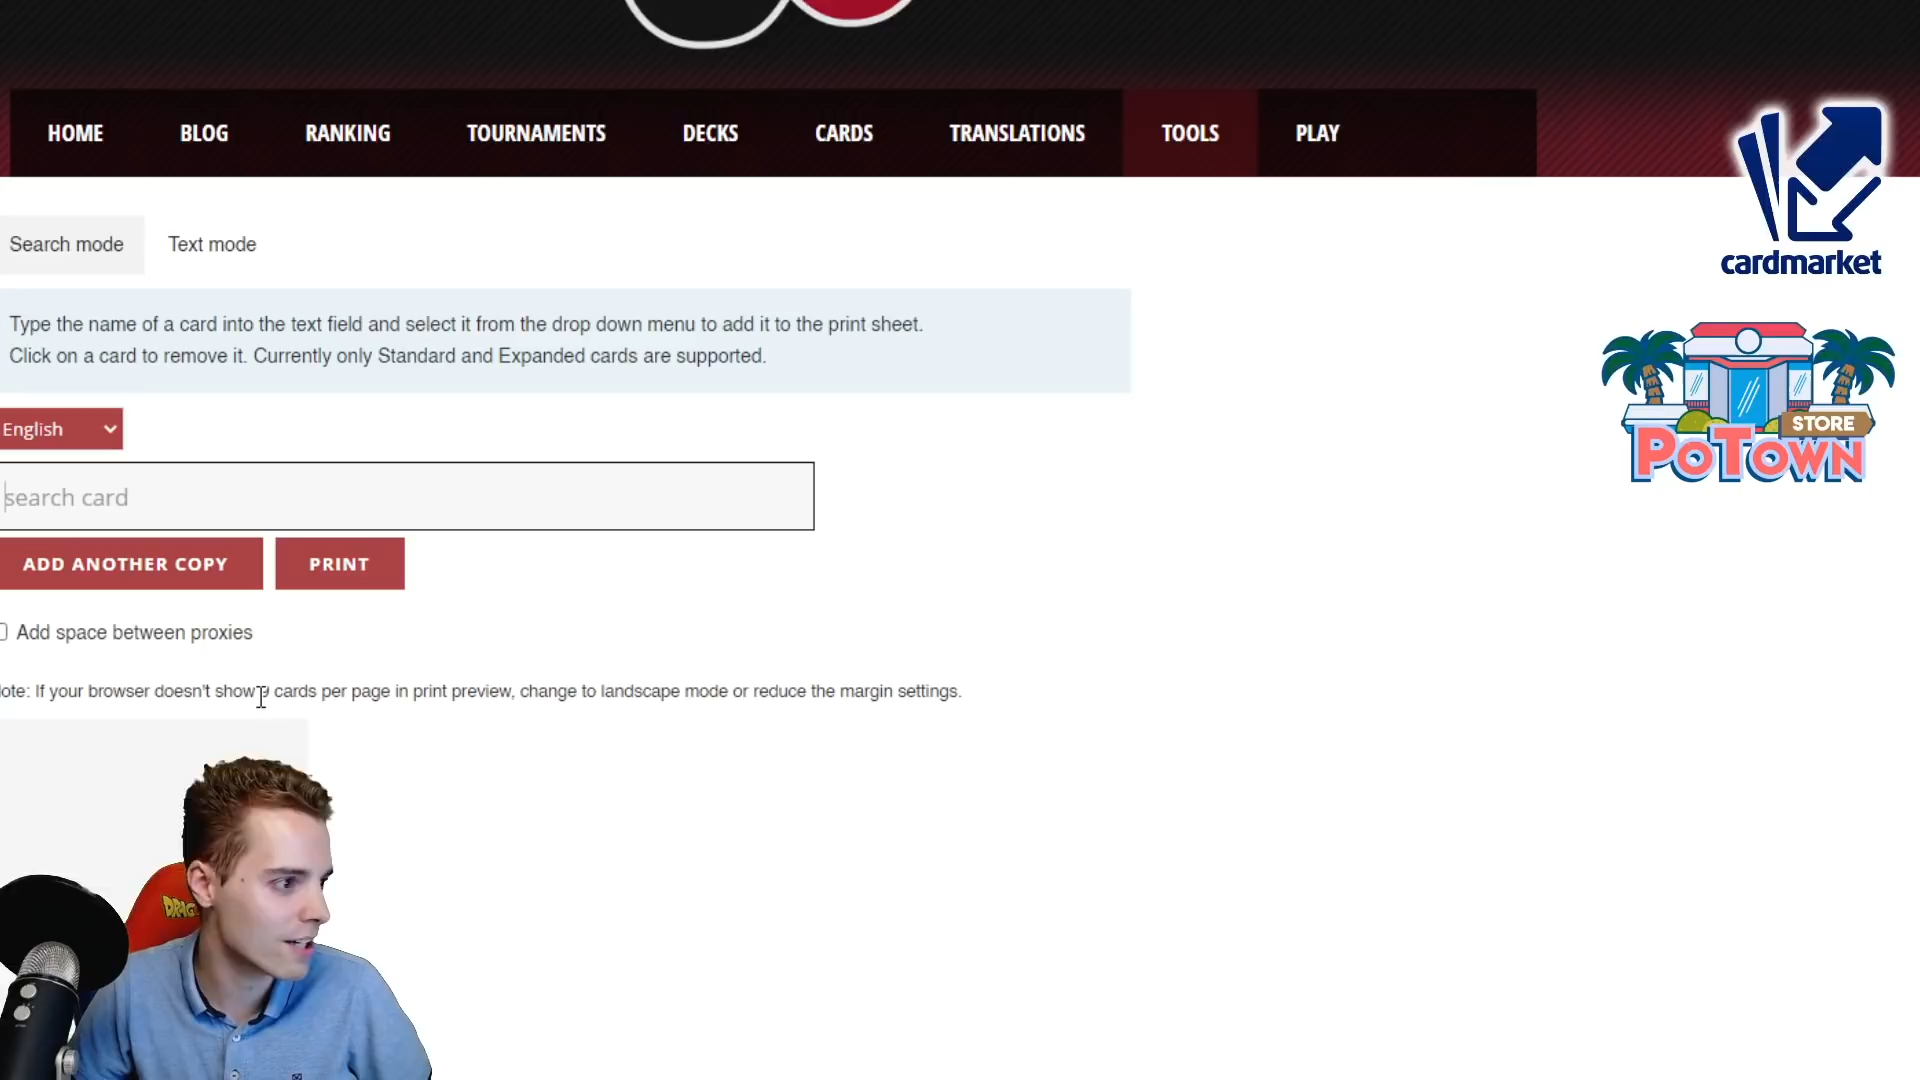 HOME BLOG RANKING TOURNAMENTS DECKS CARDS TRANSLATIONS TOOLS PLAY
cardmarket
Search mode Text mode
Type the name of a card into the text field and select it from the drop down menu to add it to the print sheet.
Click on a card to remove it. Currently only Standard and Expanded cards are supported.
STORE
POTOWN
English
search card
ADD ANOTHER COPY PRINT
Add space between proxies
ote: If your browser doesn't show 9 cards per page in print preview, change to landscape mode or reduce the margin settings.
DRAG